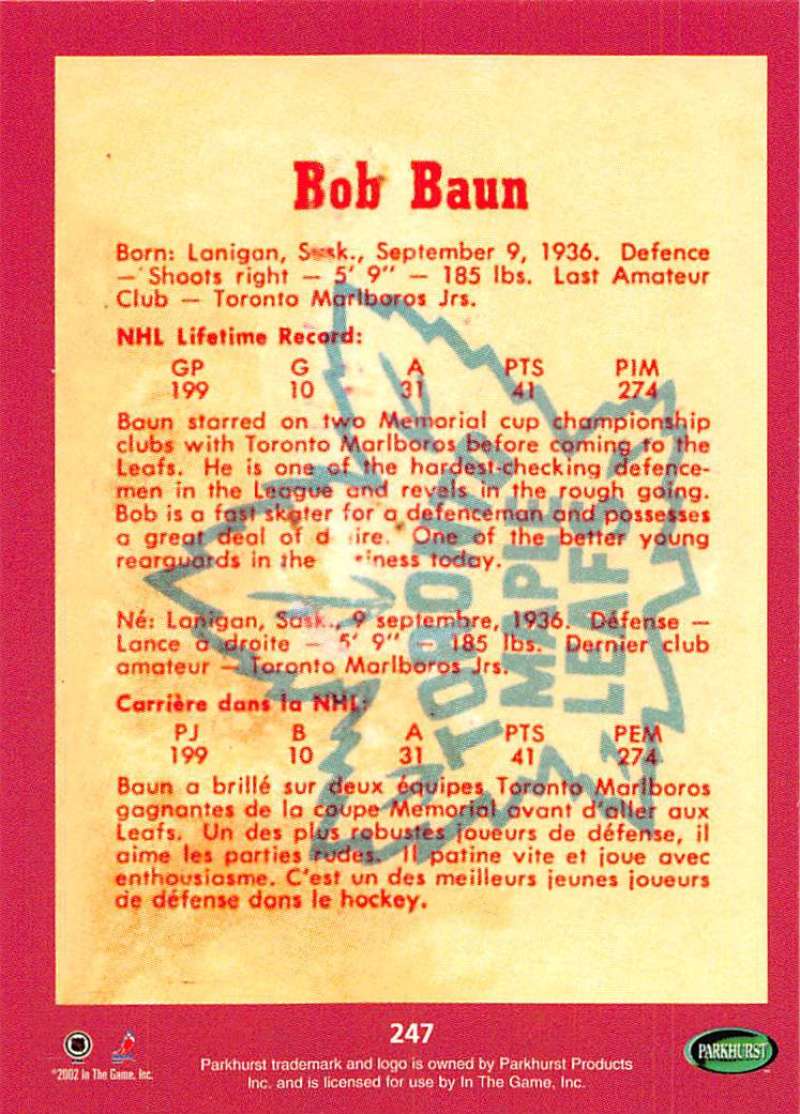 Bob Baun
Born: Lanigan, Sask., September 9, 1936. Defence
— Shoots right — 5' 9" — 185 lbs. Last Amateur
Club — Toronto Marlboros Jrs.
NHL Lifetime Record:
GP G A PTS PIM
199 10 31 41 274
Baun starred on two Memorial cup championship
clubs with Toronto Marlboros before coming to the
Leafs. He is one of the hardest-checking defence-
men in the League and revels in the rough going.
Bob is a fast skater for a defenceman and possesses
a great deal of d ire. One of the better young
rearguards in the iness today.
Né: Lanigan, Sask., 9 septembre, 1936. Défense —
Lance a droite — 5' 9" — 185 lbs. Dernier club
amateur — Toronto Marlboros Jrs.
Carrière dans la NHL:
PJ B A PTS PEM
199 10 31 41 274
Baun a brillé sur deux équipes Toronto Marlboros
gagnantes de la coupe Memorial avant d'aller aux
Leafs. Un des plus robustes joueurs de défense, il
aime les parties rudes. Il patine vite et joue avec
enthousiasme. C'est un des meilleurs jeunes joueurs
de défense dans le hockey.
TORONTO
MAPLE
LEAFS
247
©2002 In The Game, Inc.
Parkhurst trademark and logo is owned by Parkhurst Products
Inc. and is licensed for use by In The Game, Inc.
PARKHURST